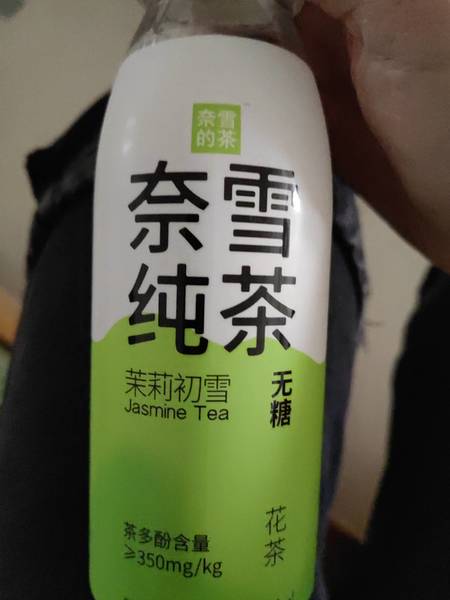 奈雪
的茶
奈雪
纯茶
茉莉初雪
Jasmine Tea
无糖
花茶
茶多酚含量
≥350mg/kg